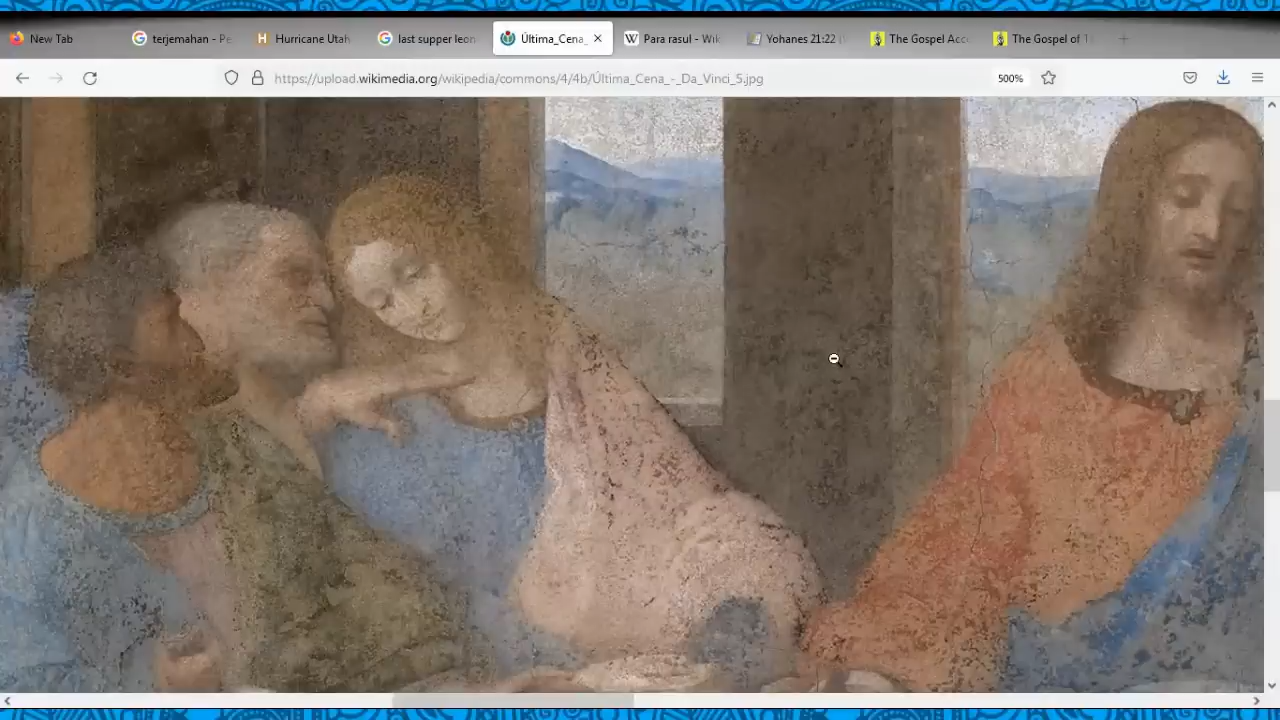 New Tab
terjemahan - Pe
Hurricane Utah
last supper leon
Última_Cena_
Para rasul - Wik
Yohanes 21:22
The Gospel Acc
The Gospel of T
https://upload.wikimedia.org/wikipedia/commons/4/4b/Última_Cena_-_Da_Vinci_5.jpg
500%